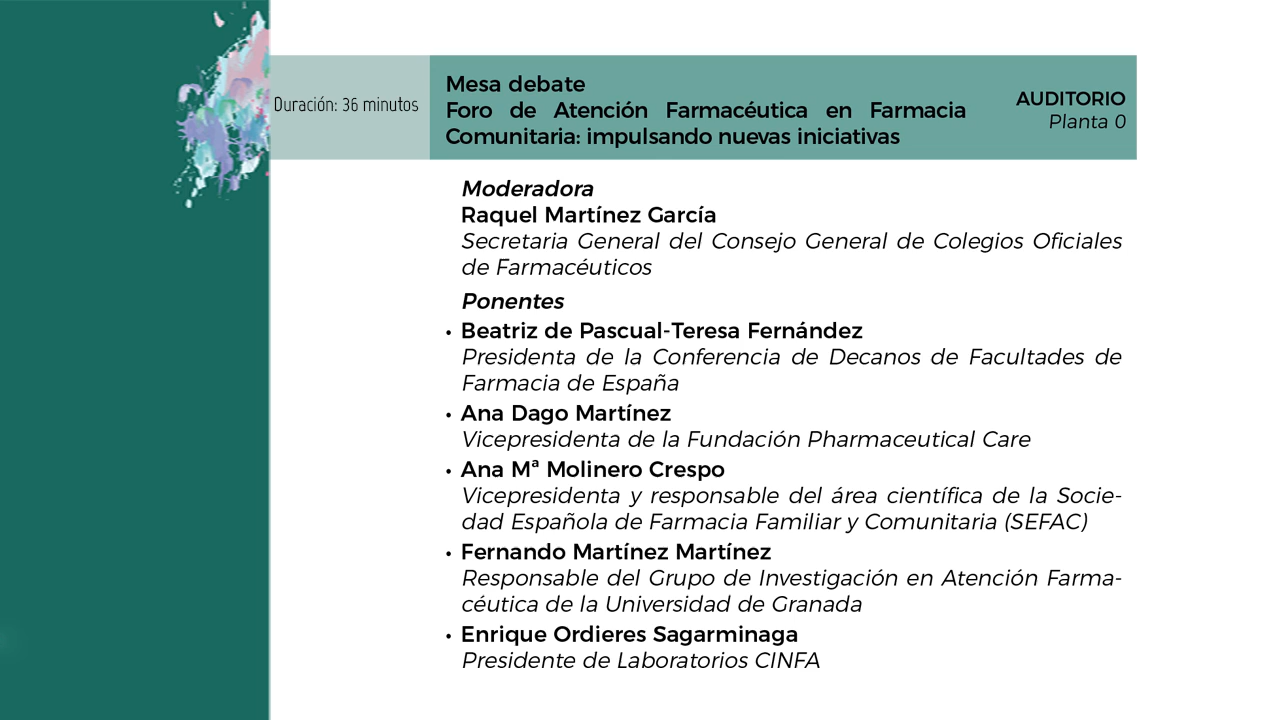 Duración: 36 minutos
Mesa debate
Foro de Atención Farmacéutica en Farmacia
Comunitaria: impulsando nuevas iniciativas
AUDITORIO
Planta 0
Moderadora
Raquel Martínez García
Secretaria General del Consejo General de Colegios Oficiales
de Farmacéuticos
Ponentes
• Beatriz de Pascual-Teresa Fernández
Presidenta de la Conferencia de Decanos de Facultades de
Farmacia de España
• Ana Dago Martínez
Vicepresidenta de la Fundación Pharmaceutical Care
• Ana Mª Molinero Crespo
Vicepresidenta y responsable del área científica de la Socie-
dad Española de Farmacia Familiar y Comunitaria (SEFAC)
• Fernando Martínez Martínez
Responsable del Grupo de Investigación en Atención Farma-
céutica de la Universidad de Granada
• Enrique Ordieres Sagarminaga
Presidente de Laboratorios CINFA